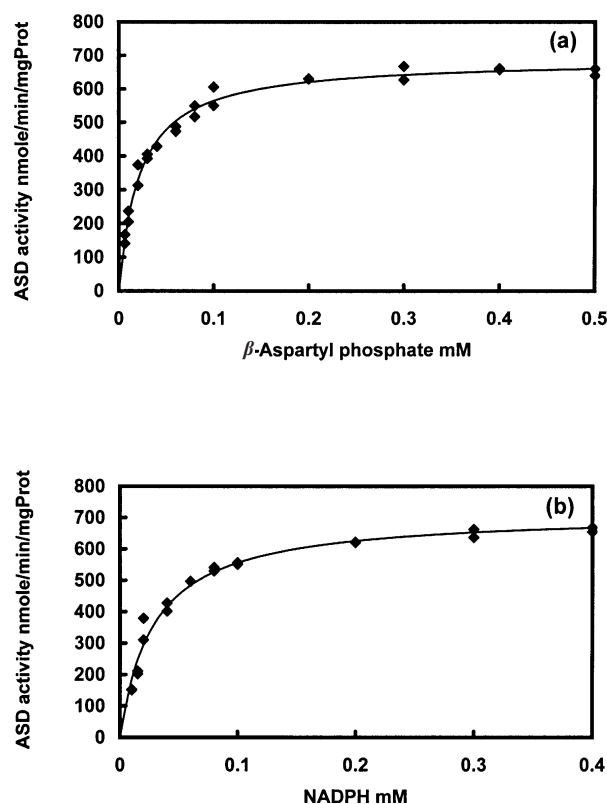 (a)
ASD activity nmole/min/mgProt
800
700
600
500
400
300
200
100
0
0 0.1 0.2 0.3 0.4 0.5
β-Aspartyl phosphate mM
(b)
ASD activity nmole/min/mgProt
800
700
600
500
400
300
200
100
0
0 0.1 0.2 0.3 0.4
NADPH mM